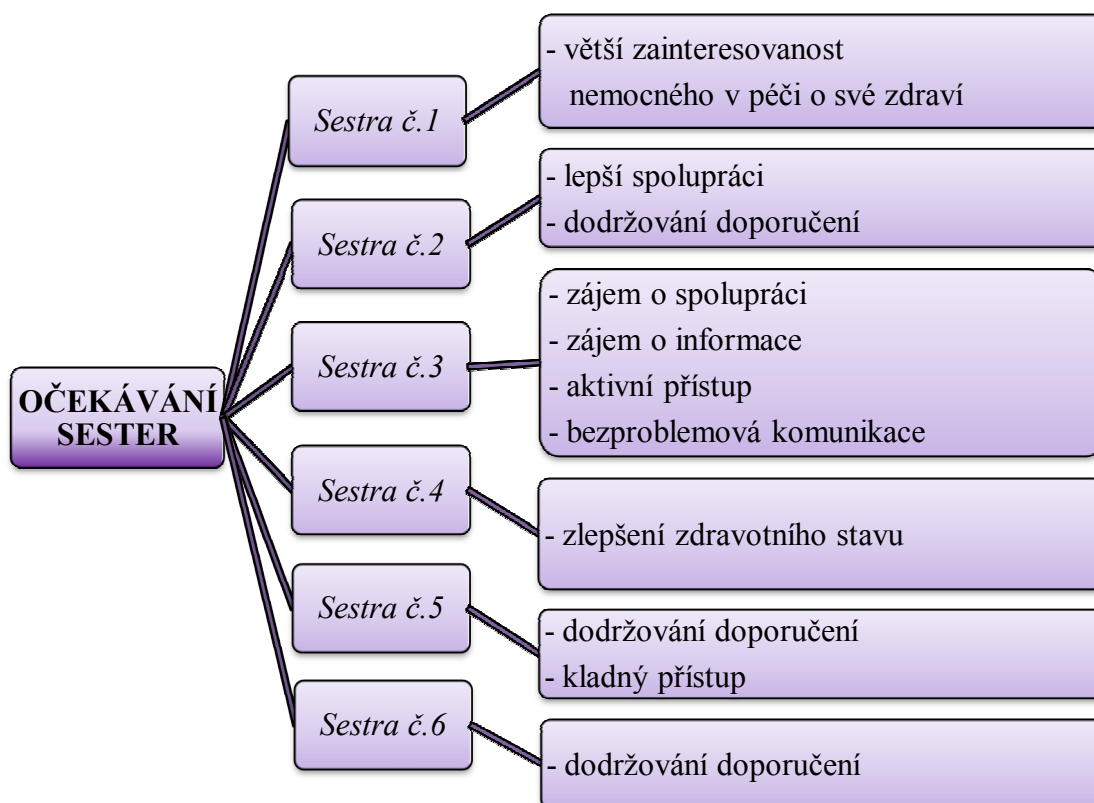 OČEKÁVÁNÍ
SESTER
Sestra č.1
- větší zainteresovanost
nemocného v péči o své zdraví
Sestra č.2
- lepší spolupráci
- dodržování doporučení
Sestra č.3
- zájem o spolupráci
- zájem o informace
- aktivní přístup
- bezproblemová komunikace
Sestra č.4
- zlepšení zdravotního stavu
Sestra č.5
- dodržování doporučení
- kladný přístup
Sestra č.6
- dodržování doporučení